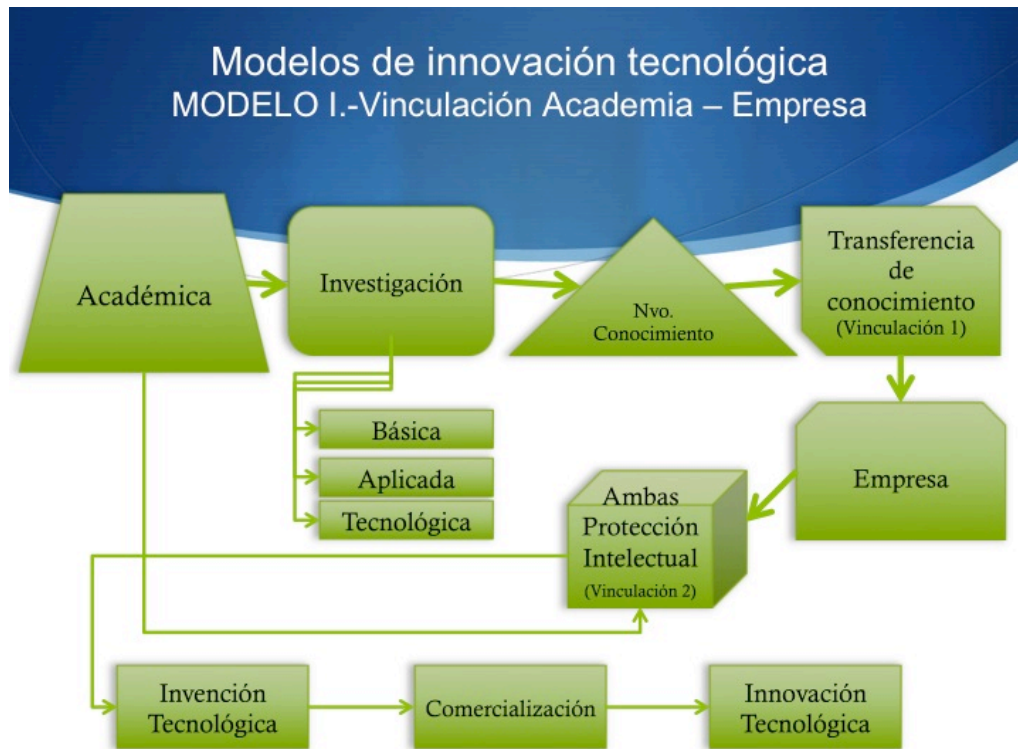 Modelos de innovación tecnológica
MODELO I.-Vinculación Academia – Empresa
Académica
Investigación
Nvo.
Conocimiento
Transferencia
de
conocimiento
(Vinculación 1)
Básica
Aplicada
Tecnológica
Empresa
Ambas
Protección
Intelectual
(Vinculación 2)
Invención
Tecnológica
Comercialización
Innovación
Tecnológica